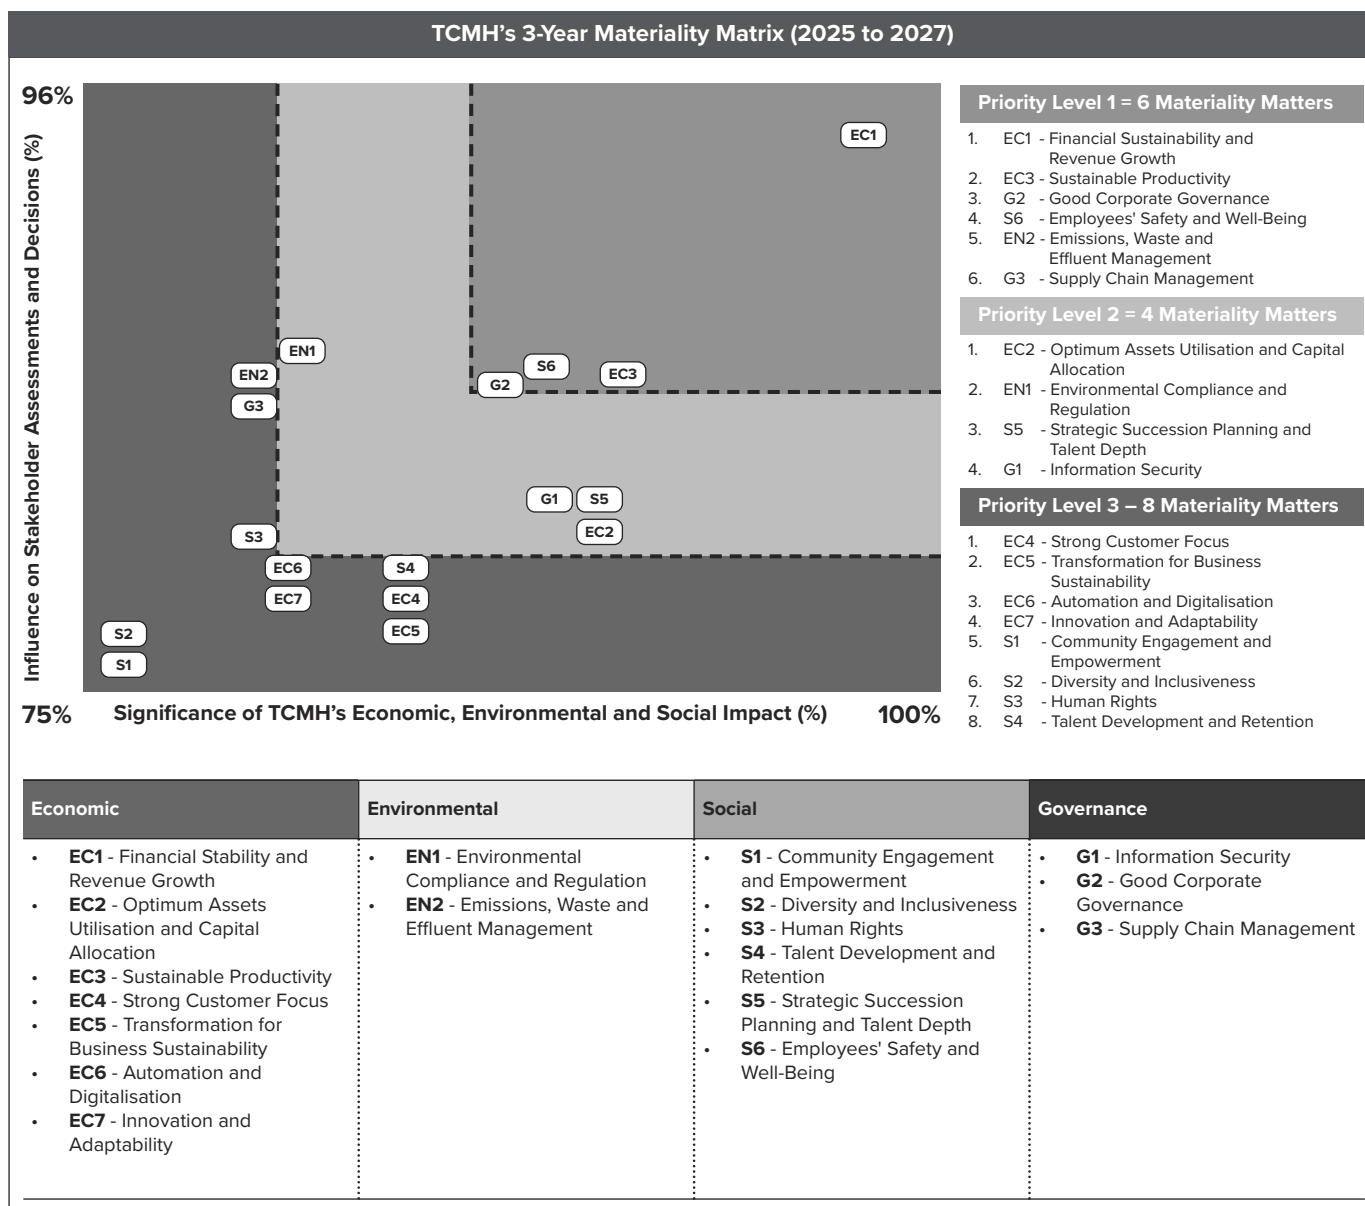 TCMH's 3-Year Materiality Matrix (2025 to 2027)
96%
Influence on Stakeholder Assessments and Decisions (%)
EC1
EN1
EN2
G3
S6
G2
EC3
G1
S5
EC2
S3
EC6
EC7
S4
EC4
EC5
S2
S1
75%
Significance of TCMH's Economic, Environmental and Social Impact (%)
100%
Priority Level 1 = 6 Materiality Matters
1. EC1 - Financial Sustainability and
Revenue Growth
2. EC3 - Sustainable Productivity
3. G2 - Good Corporate Governance
4. S6 - Employees' Safety and Well-Being
5. EN2 - Emissions, Waste and
Effluent Management
6. G3 - Supply Chain Management
Priority Level 2 = 4 Materiality Matters
1. EC2 - Optimum Assets Utilisation and Capital
Allocation
2. EN1 - Environmental Compliance and
Regulation
3. S5 - Strategic Succession Planning and
Talent Depth
4. G1 - Information Security
Priority Level 3 – 8 Materiality Matters
1. EC4 - Strong Customer Focus
2. EC5 - Transformation for Business
Sustainability
3. EC6 - Automation and Digitalisation
4. EC7 - Innovation and Adaptability
5. S1 - Community Engagement and
Empowerment
6. S2 - Diversity and Inclusiveness
7. S3 - Human Rights
8. S4 - Talent Development and Retention
Economic
• EC1 - Financial Stability and
Revenue Growth
• EC2 - Optimum Assets
Utilisation and Capital
Allocation
• EC3 - Sustainable Productivity
• EC4 - Strong Customer Focus
• EC5 - Transformation for
Business Sustainability
• EC6 - Automation and
Digitalisation
• EC7 - Innovation and
Adaptability
Environmental
• EN1 - Environmental
Compliance and Regulation
• EN2 - Emissions, Waste and
Effluent Management
Social
• S1 - Community Engagement
and Empowerment
• S2 - Diversity and Inclusiveness
• S3 - Human Rights
• S4 - Talent Development and
Retention
• S5 - Strategic Succession
Planning and Talent Depth
• S6 - Employees' Safety and
Well-Being
Governance
• G1 - Information Security
• G2 - Good Corporate
Governance
• G3 - Supply Chain Management